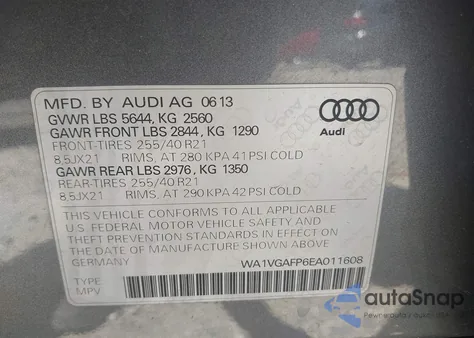 MFD. BY AUDI AG 06 13
GVWR LBS 5644, KG 2560
GAWR FRONT LBS 2844, KG 1290
FRONT-TIRES 255/40 R21
8,5JX21 RIMS, AT 280 KPA 41 PSI COLD
GAWR REAR LBS 2976, KG 1350
REAR-TIRES 255/40 R21
8,5JX21 RIMS, AT 290 KPA 42 PSI COLD
Audi
THIS VEHICLE CONFORMS TO ALL APPLICABLE
U.S. FEDERAL MOTOR VEHICLE SAFETY AND
THEFT PREVENTION STANDARDS IN EFFECT ON
THE DATE OF MANUFACTURE SHOWN ABOVE.
GERMANY WA1VGAFP6EA011608
TYPE
MPV
autoSnap